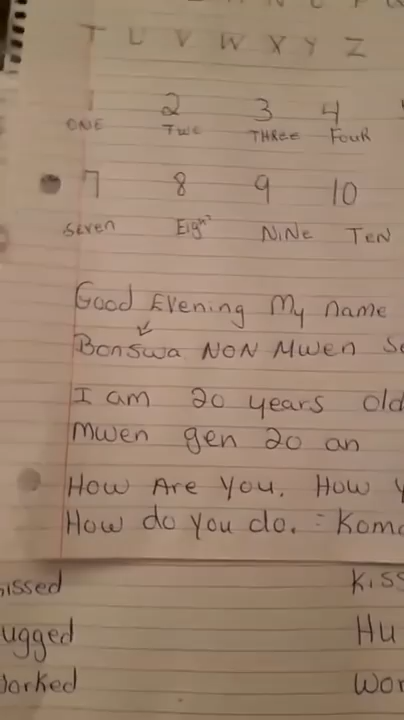 T U V W X Y Z
1 2 3 4
ONE Two THREE FouR
7 8 9 10
Seven Eight NiNe TeN
Good Evening My name
Bonswa NON Mwen
I am 20 years old
Mwen gen 20 an
How Are You. How
How do you do. =
issed Kiss
ugged Hu
orked Wor